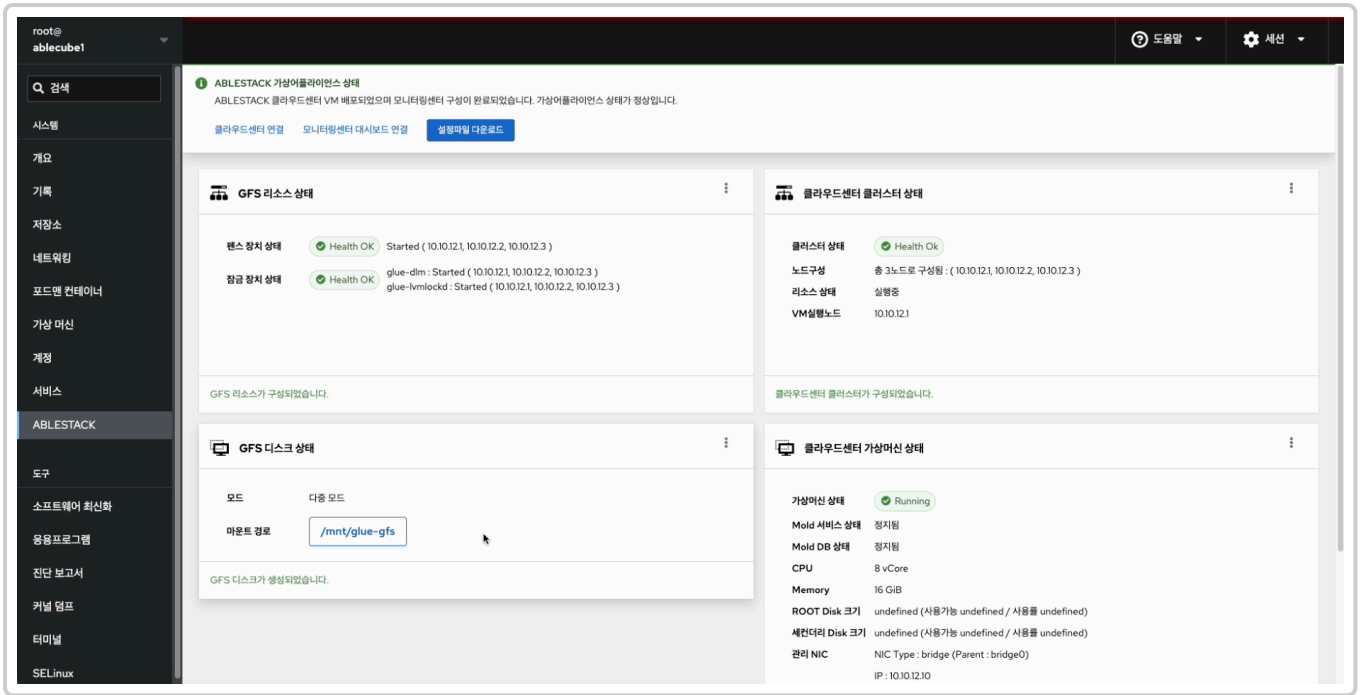 root@
ablecube1
도움말
세션
검색
시스템
개요
기록
저장소
네트워킹
포드맨 컨테이너
가상 머신
계정
서비스
ABLESTACK
도구
소프트웨어 최신화
응용프로그램
진단 보고서
커널 덤프
터미널
SELinux
ABLESTACK 가상어플라이언스 상태
ABLESTACK 클라우드센터 VM 배포되었으며 모니터링센터 구성이 완료되었습니다. 가상어플라이언스 상태가 정상입니다.
클라우드센터 연결 모니터링센터 대시보드 연결 설정파일 다운로드
GFS 리소스 상태
펜스 장치 상태 Health OK Started ( 10.10.12.1, 10.10.12.2, 10.10.12.3 )
잠금 장치 상태 Health OK glue-dlm : Started ( 10.10.12.1, 10.10.12.2, 10.10.12.3 )
glue-lvmlockd : Started ( 10.10.12.1, 10.10.12.2, 10.10.12.3 )
GFS 리소스가 구성되었습니다.
클라우드센터 클러스터 상태
클러스터 상태 Health Ok
노드구성 총 3노드로 구성됨 : ( 10.10.12.1, 10.10.12.2, 10.10.12.3 )
리소스 상태 실행중
VM실행노드 10.10.12.1
클라우드센터 클러스터가 구성되었습니다.
GFS 디스크 상태
모드 다중 모드
마운트 경로 /mnt/glue-gfs
GFS 디스크가 생성되었습니다.
클라우드센터 가상머신 상태
가상머신 상태 Running
Mold 서비스 상태 정지됨
Mold DB 상태 정지됨
CPU 8 vCore
Memory 16 GiB
ROOT Disk 크기 undefined (사용가능 undefined / 사용률 undefined)
세컨더리 Disk 크기 undefined (사용가능 undefined / 사용률 undefined)
관리 NIC NIC Type : bridge (Parent : bridge0)
IP : 10.10.12.10